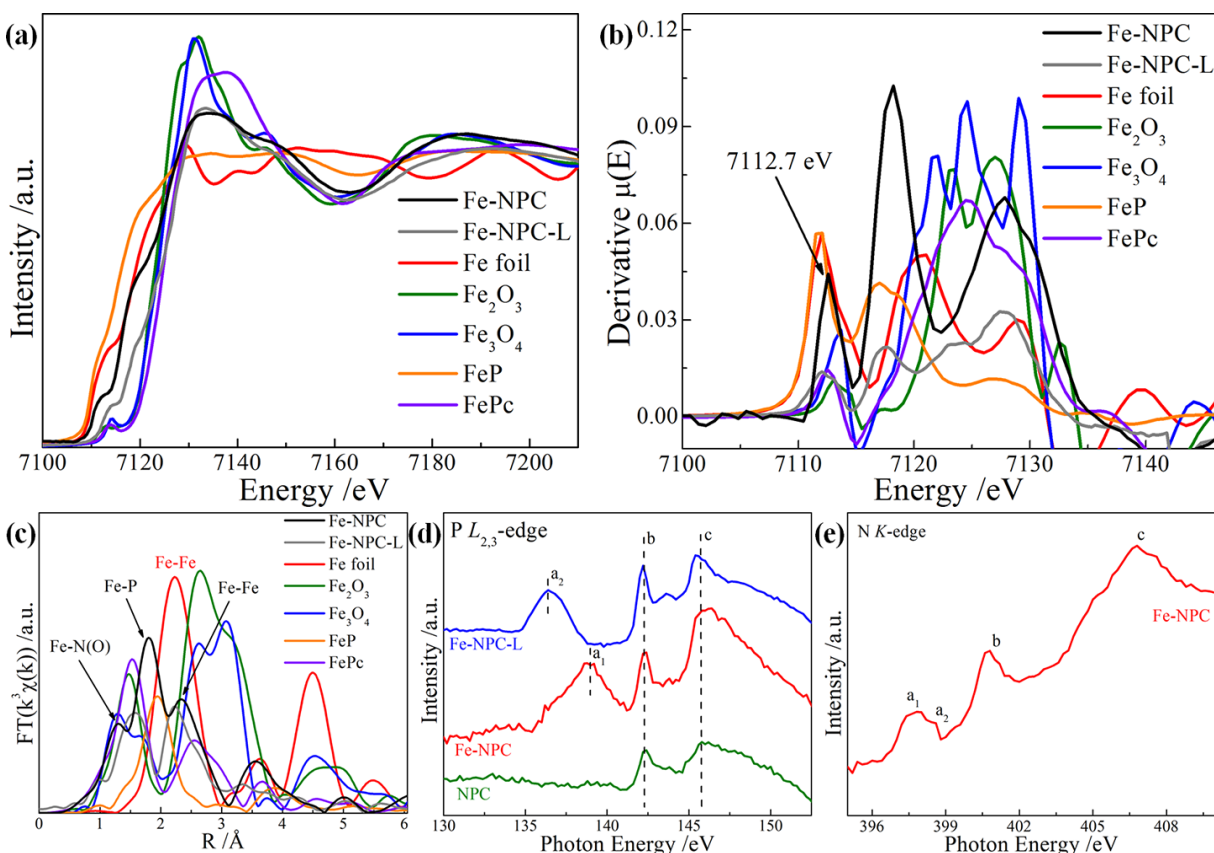 (a)
Intensity /a.u.
Fe-NPC
Fe-NPC-L
Fe foil
Fe₂O₃
Fe₃O₄
FeP
FePc
7100 7120 7140 7160 7180 7200
Energy /eV
(b)
Derivative μ(E)
0.12
0.09
0.06
0.03
0.00
7112.7 eV
Fe-NPC
Fe-NPC-L
Fe foil
Fe₂O₃
Fe₃O₄
FeP
FePc
7100 7110 7120 7130 7140
Energy /eV
(c)
FT(k³χ(k)) /a.u.
Fe-Fe
Fe-P
Fe-Fe
Fe-N(O)
Fe-NPC
Fe-NPC-L
Fe foil
Fe₂O₃
Fe₃O₄
FeP
FePc
0 1 2 3 4 5 6
R /Å
(d)
P L₂,₃-edge
b c
a₂
Fe-NPC-L
a₁
Fe-NPC
NPC
Intensity /a.u.
130 135 140 145 150
Photon Energy /eV
(e)
N K-edge
c
Fe-NPC
b
a₁ a₂
Intensity /a.u.
396 399 402 405 408
Photon Energy /eV